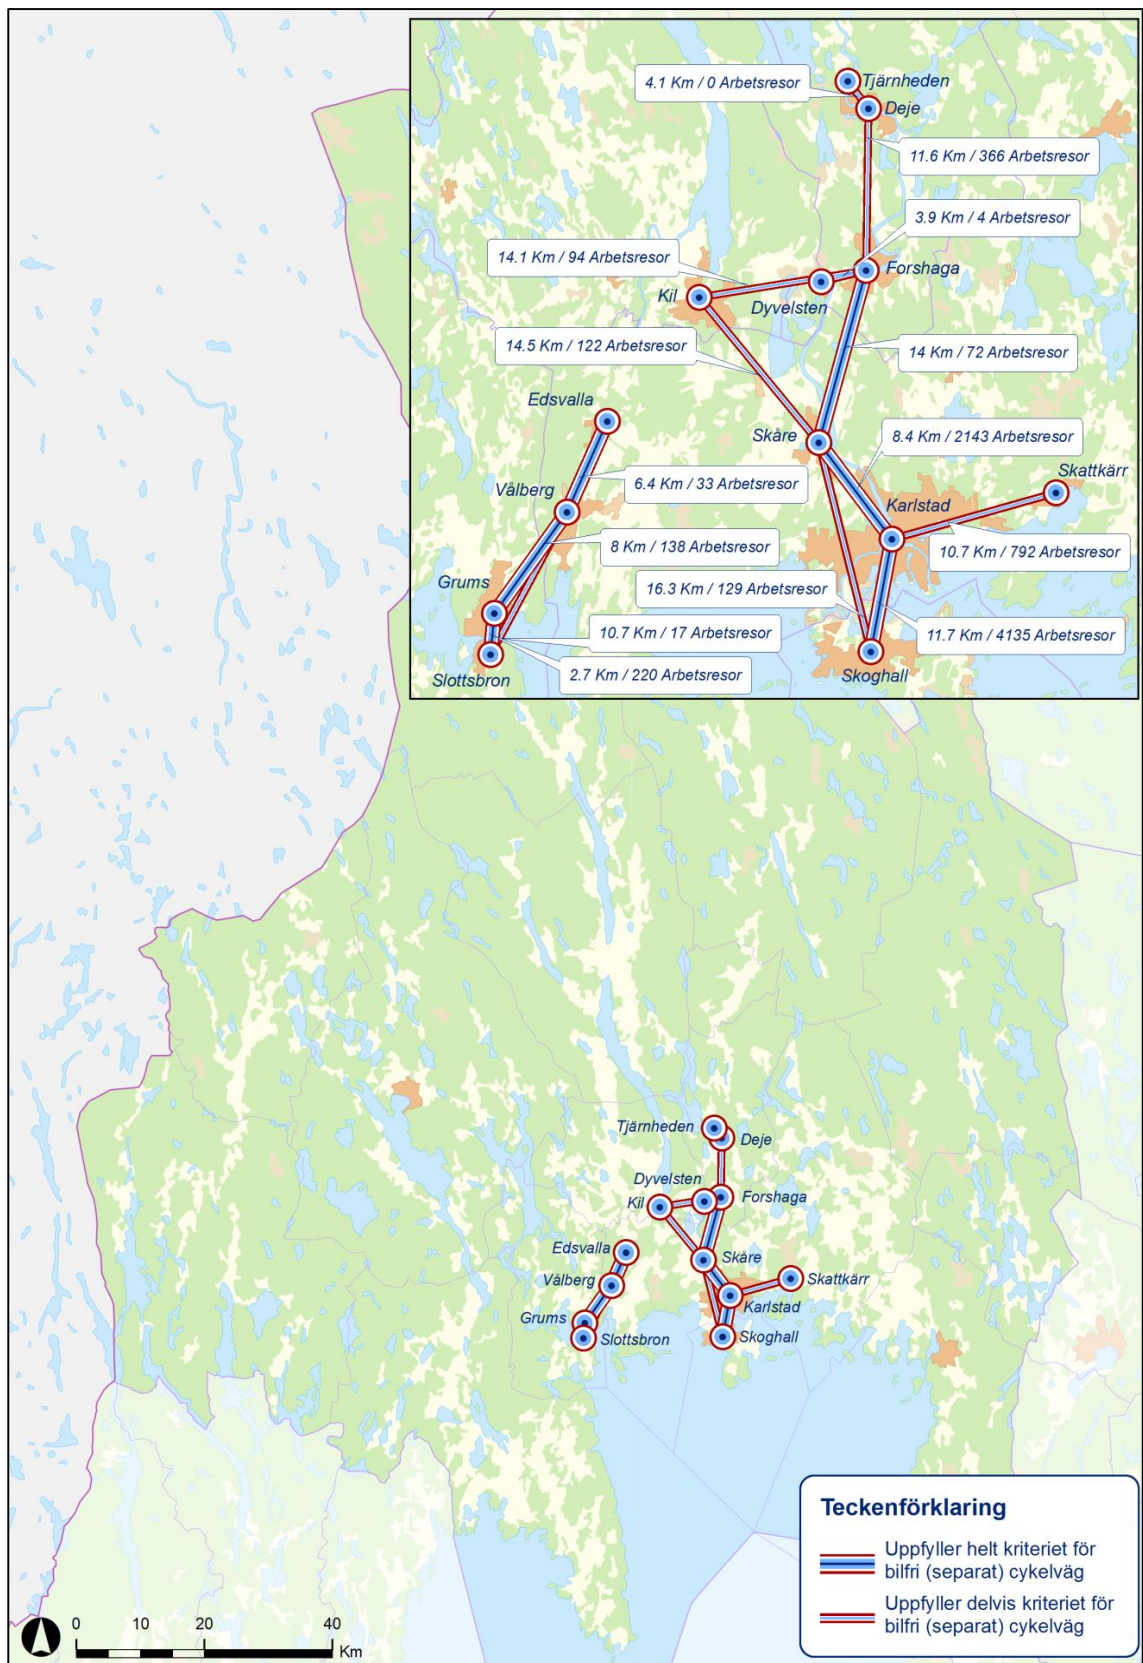 Tjärnheden
4.1 Km / 0 Arbetsresor
Deje
11.6 Km / 366 Arbetsresor
3.9 Km / 4 Arbetsresor
14.1 Km / 94 Arbetsresor
Forshaga
Kil
Dyvelsten
14.5 Km / 122 Arbetsresor
14 Km / 72 Arbetsresor
Edsvalla
Skåre
8.4 Km / 2143 Arbetsresor
Skattkärr
6.4 Km / 33 Arbetsresor
Vålberg
Karlstad
8 Km / 138 Arbetsresor
10.7 Km / 792 Arbetsresor
Grums
16.3 Km / 129 Arbetsresor
10.7 Km / 17 Arbetsresor
11.7 Km / 4135 Arbetsresor
2.7 Km / 220 Arbetsresor
Slottsbron
Skoghall
Tjärnheden
Deje
Dyvelsten
Kil
Forshaga
Edsvalla
Skåre
Vålberg
Skattkärr
Karlstad
Grums
Slottsbron
Skoghall
Teckenförklaring
Uppfyller helt kriteriet för
bilfri (separat) cykelväg
Uppfyller delvis kriteriet för
bilfri (separat) cykelväg
0 10 20 40
Km